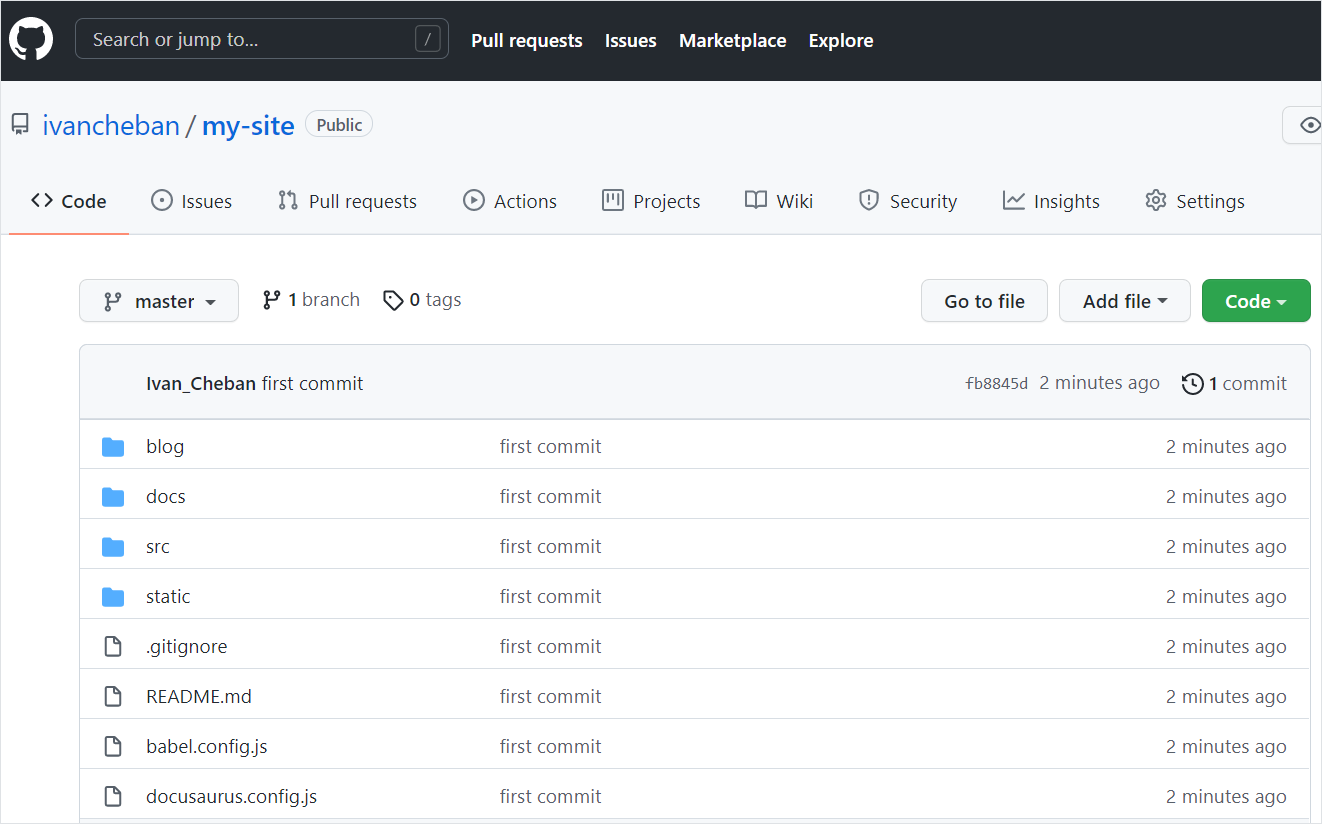 Search or jump to... / Pull requests Issues Marketplace Explore
ivancheban / my-site Public
Code Issues Pull requests Actions Projects Wiki Security Insights Settings
master 1 branch 0 tags Go to file Add file Code
Ivan_Cheban first commit fb8845d 2 minutes ago 1 commit
blog first commit 2 minutes ago
docs first commit 2 minutes ago
src first commit 2 minutes ago
static first commit 2 minutes ago
.gitignore first commit 2 minutes ago
README.md first commit 2 minutes ago
babel.config.js first commit 2 minutes ago
docusaurus.config.js first commit 2 minutes ago